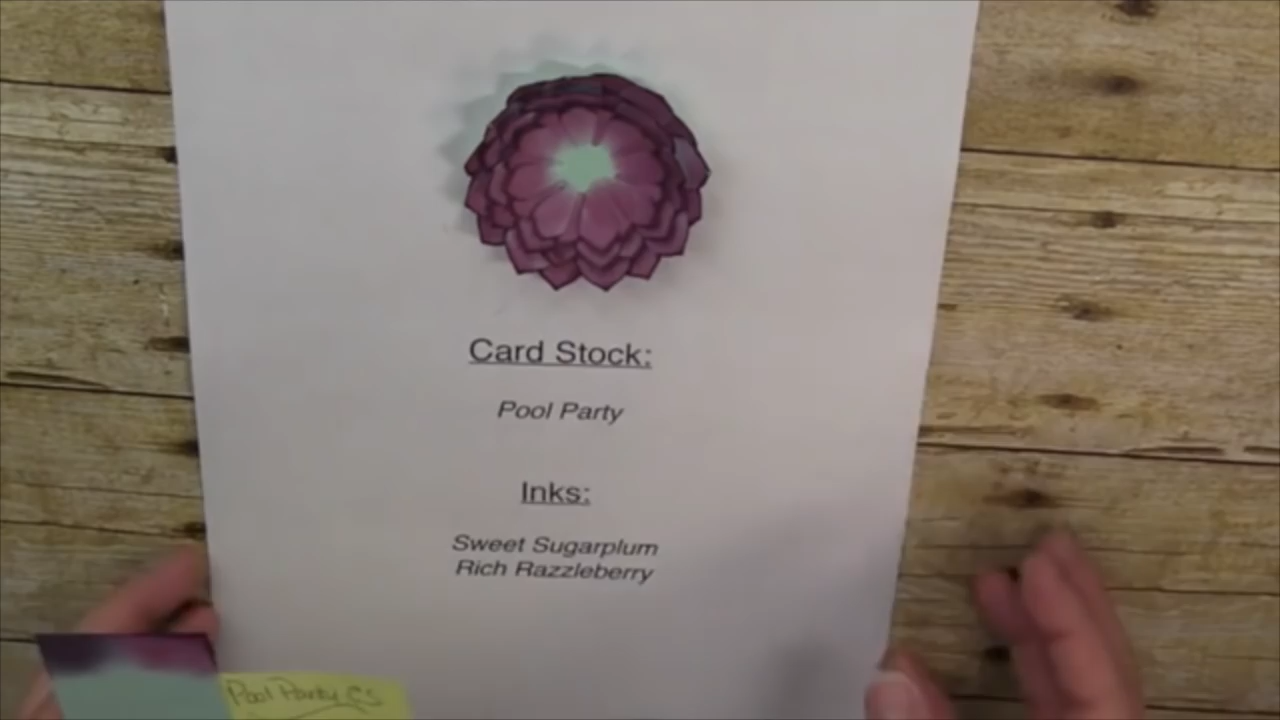 Card Stock:
Pool Party
Inks:
Sweet Sugarplum
Rich Razzleberry
Pool Party CS